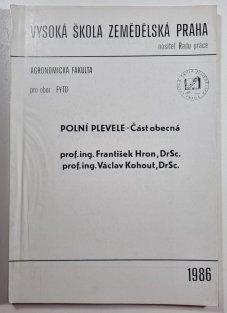 VYSOKÁ ŠKOLA ZEMĚDĚLSKÁ PRAHA
nositel Řadu práce
AGRONOMICKÁ FAKULTA
pro obor FYTO
POLNÍ PLEVELE - Část obecná
prof.ing. František Hron, DrSc.
prof.ing. Václav Kohout, DrSc.
1986